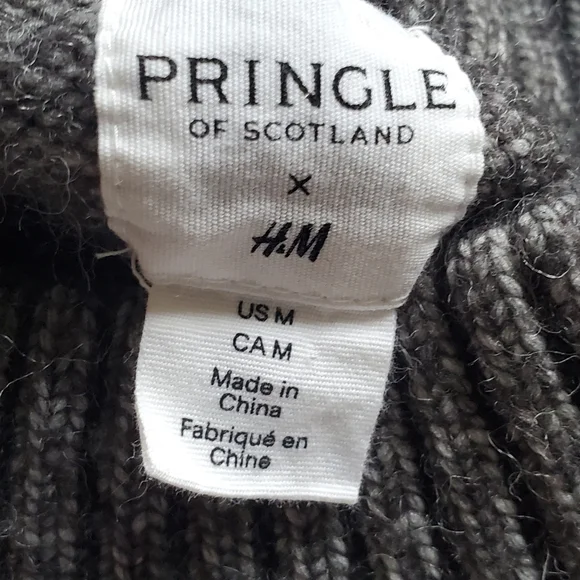 PRINGLE
OF SCOTLAND
x
H&M
US M
CA M
Made in
China
Fabriqué en
Chine